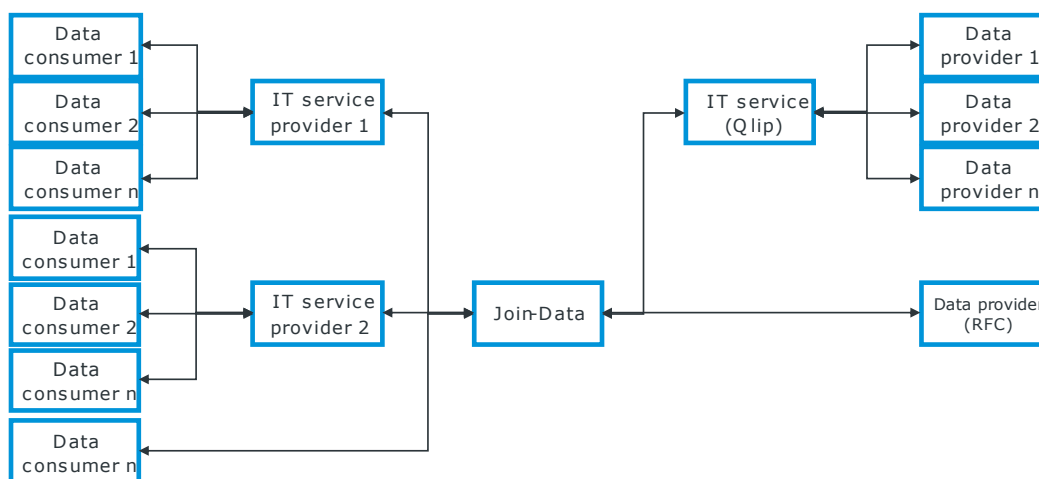 Data
consumer 1
Data
consumer 2
Data
consumer n
Data
consumer 1
Data
consumer 2
Data
consumer n
Data
consumer n
IT service
provider 1
IT service
provider 2
Join-Data
IT service
(Qlip)
Data
provider 1
Data
provider 2
Data
provider n
Data provider
(RFC)